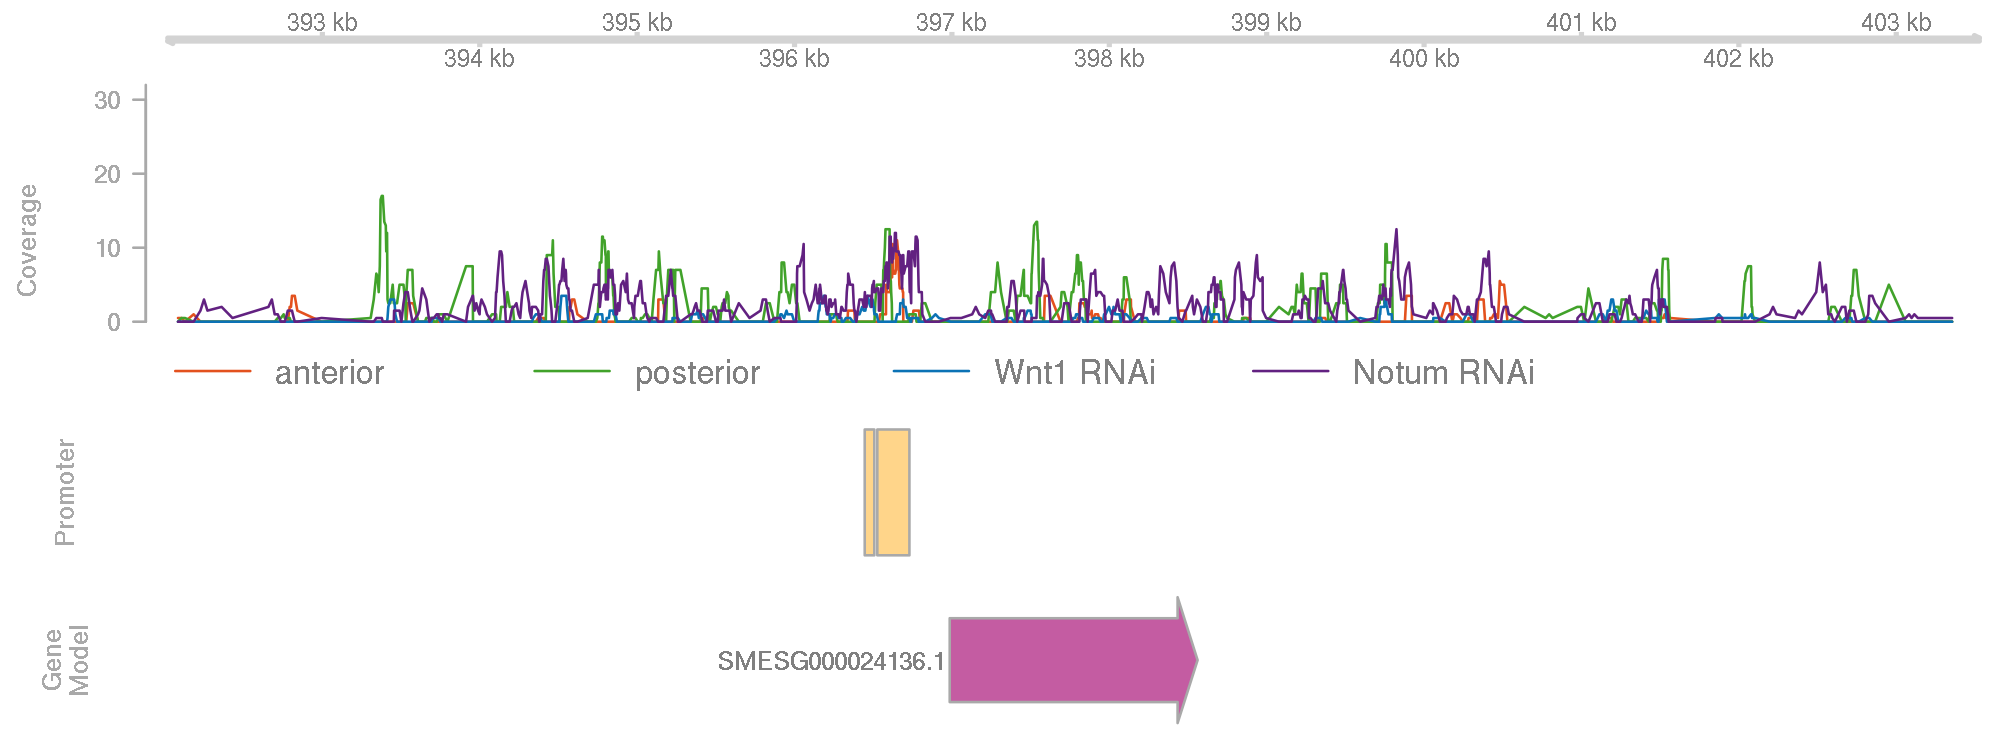 393 kb 395 kb 397 kb 399 kb 401 kb 403 kb
394 kb 396 kb 398 kb 400 kb 402 kb
30
20
10
0
Coverage
anterior posterior Wnt1 RNAi Notum RNAi
Promoter
Gene
Model
SMESG000024136.1